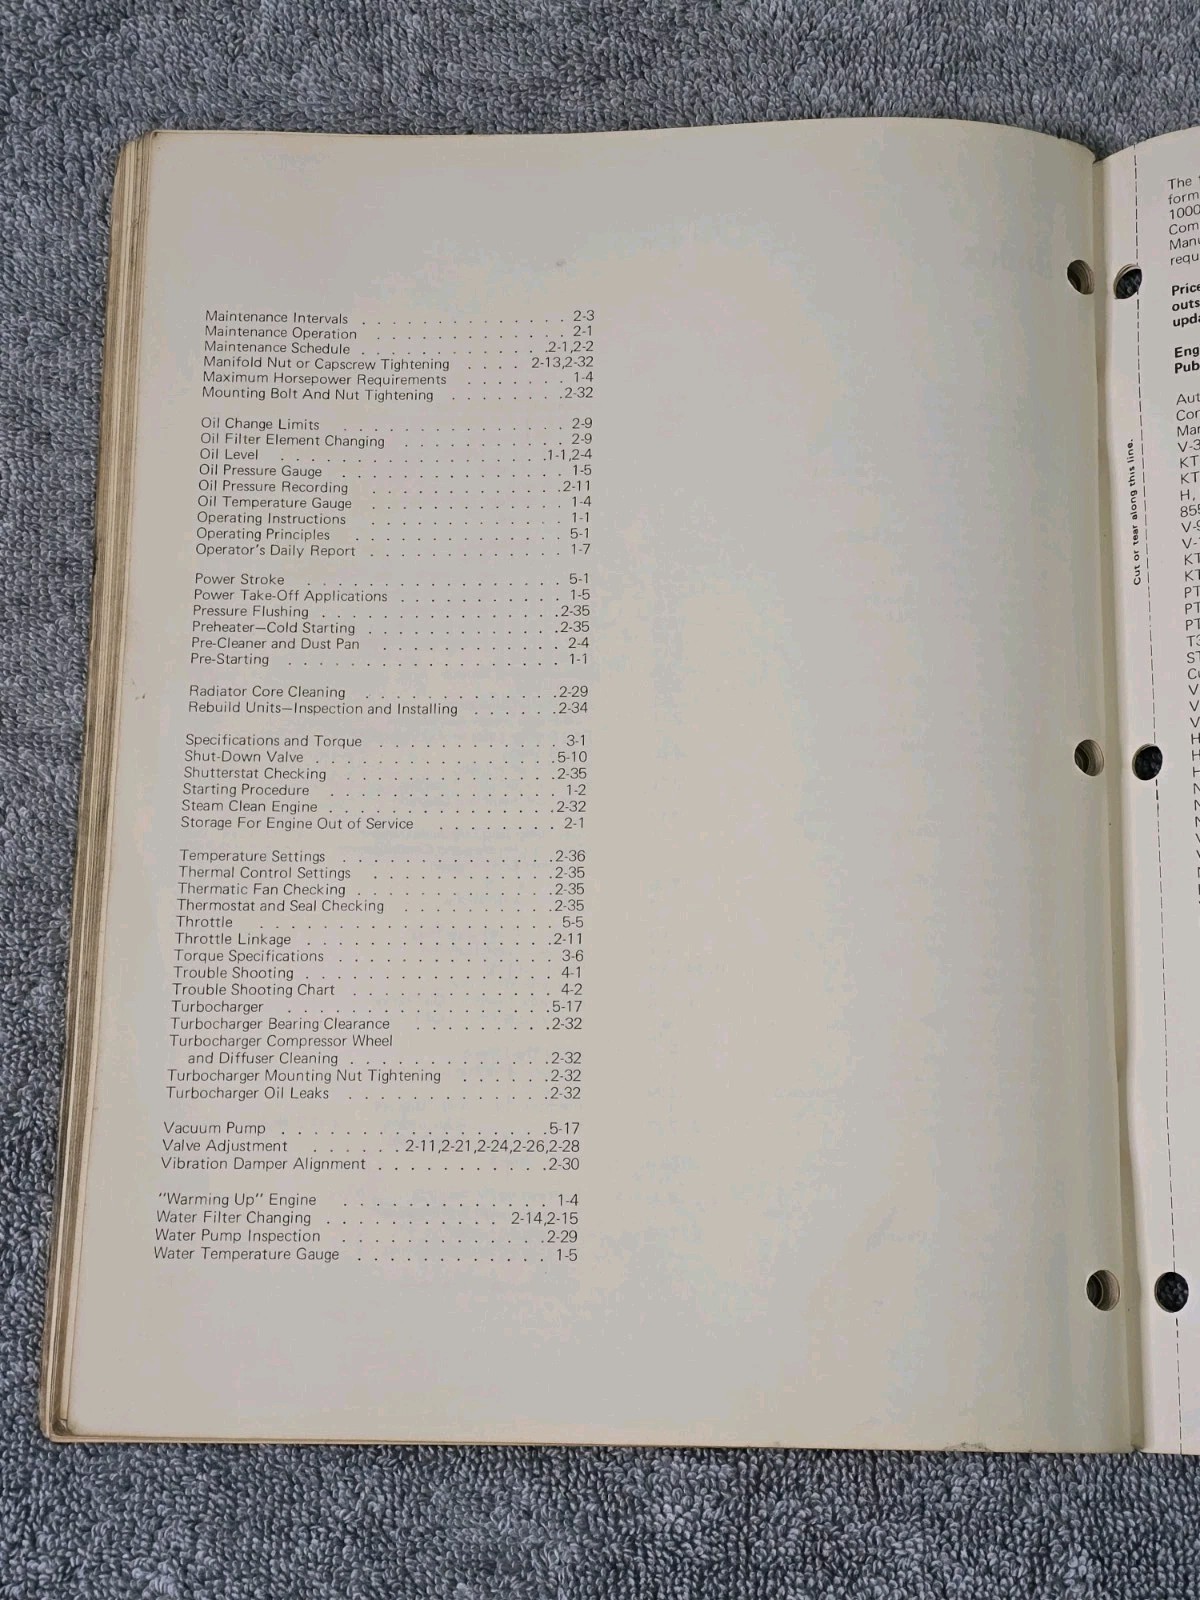 Maintenance Intervals . . . . . . . . . . . . . . 2-3
Maintenance Operation . . . . . . . . . . . . . 2-1
Maintenance Schedule . . . . . . . . . . . . .2-1,2-2
Manifold Nut or Capscrew Tightening . . . . 2-13,2-32
Maximum Horsepower Requirements . . . . . . . 1-4
Mounting Bolt And Nut Tightening . . . . . . . .2-32
Oil Change Limits . . . . . . . . . . . . . . . 2-9
Oil Filter Element Changing . . . . . . . . . . . 2-9
Oil Level . . . . . . . . . . . . . . . . . .1-1,2-4
Oil Pressure Gauge . . . . . . . . . . . . . . . 1-5
Oil Pressure Recording . . . . . . . . . . . . .2-11
Oil Temperature Gauge . . . . . . . . . . . . . 1-4
Operating Instructions . . . . . . . . . . . . . 1-1
Operating Principles . . . . . . . . . . . . . . 5-1
Operator's Daily Report . . . . . . . . . . . . . 1-7
Power Stroke . . . . . . . . . . . . . . . . . 5-1
Power Take-Off Applications . . . . . . . . . . . 1-5
Pressure Flushing . . . . . . . . . . . . . . . .2-35
Preheater—Cold Starting . . . . . . . . . . . . .2-35
Pre-Cleaner and Dust Pan . . . . . . . . . . . . 2-4
Pre-Starting . . . . . . . . . . . . . . . . . . 1-1
Radiator Core Cleaning . . . . . . . . . . . . .2-29
Rebuild Units—Inspection and Installing . . . . . .2-34
Specifications and Torque . . . . . . . . . . . . 3-1
Shut-Down Valve . . . . . . . . . . . . . . . .5-10
Shutterstat Checking . . . . . . . . . . . . . .2-35
Starting Procedure . . . . . . . . . . . . . . . 1-2
Steam Clean Engine . . . . . . . . . . . . . . .2-32
Storage For Engine Out of Service . . . . . . . . 2-1
Temperature Settings . . . . . . . . . . . . . .2-36
Thermal Control Settings . . . . . . . . . . . .2-35
Thermatic Fan Checking . . . . . . . . . . . . .2-35
Thermostat and Seal Checking . . . . . . . . . .2-35
Throttle . . . . . . . . . . . . . . . . . . . 5-5
Throttle Linkage . . . . . . . . . . . . . . . .2-11
Torque Specifications . . . . . . . . . . . . . . 3-6
Trouble Shooting . . . . . . . . . . . . . . . . 4-1
Trouble Shooting Chart . . . . . . . . . . . . . 4-2
Turbocharger . . . . . . . . . . . . . . . . .5-17
Turbocharger Bearing Clearance . . . . . . . . .2-32
Turbocharger Compressor Wheel
and Diffuser Cleaning . . . . . . . . . . . . .2-32
Turbocharger Mounting Nut Tightening . . . . . .2-32
Turbocharger Oil Leaks . . . . . . . . . . . . .2-32
Vacuum Pump . . . . . . . . . . . . . . . . .5-17
Valve Adjustment . . . . . . 2-11,2-21,2-24,2-26,2-28
Vibration Damper Alignment . . . . . . . . . . .2-30
"Warming Up" Engine . . . . . . . . . . . . . . 1-4
Water Filter Changing . . . . . . . . . . . 2-14,2-15
Water Pump Inspection . . . . . . . . . . . . .2-29
Water Temperature Gauge . . . . . . . . . . . . 1-5
Cut or tear along this line.
The
1000
855